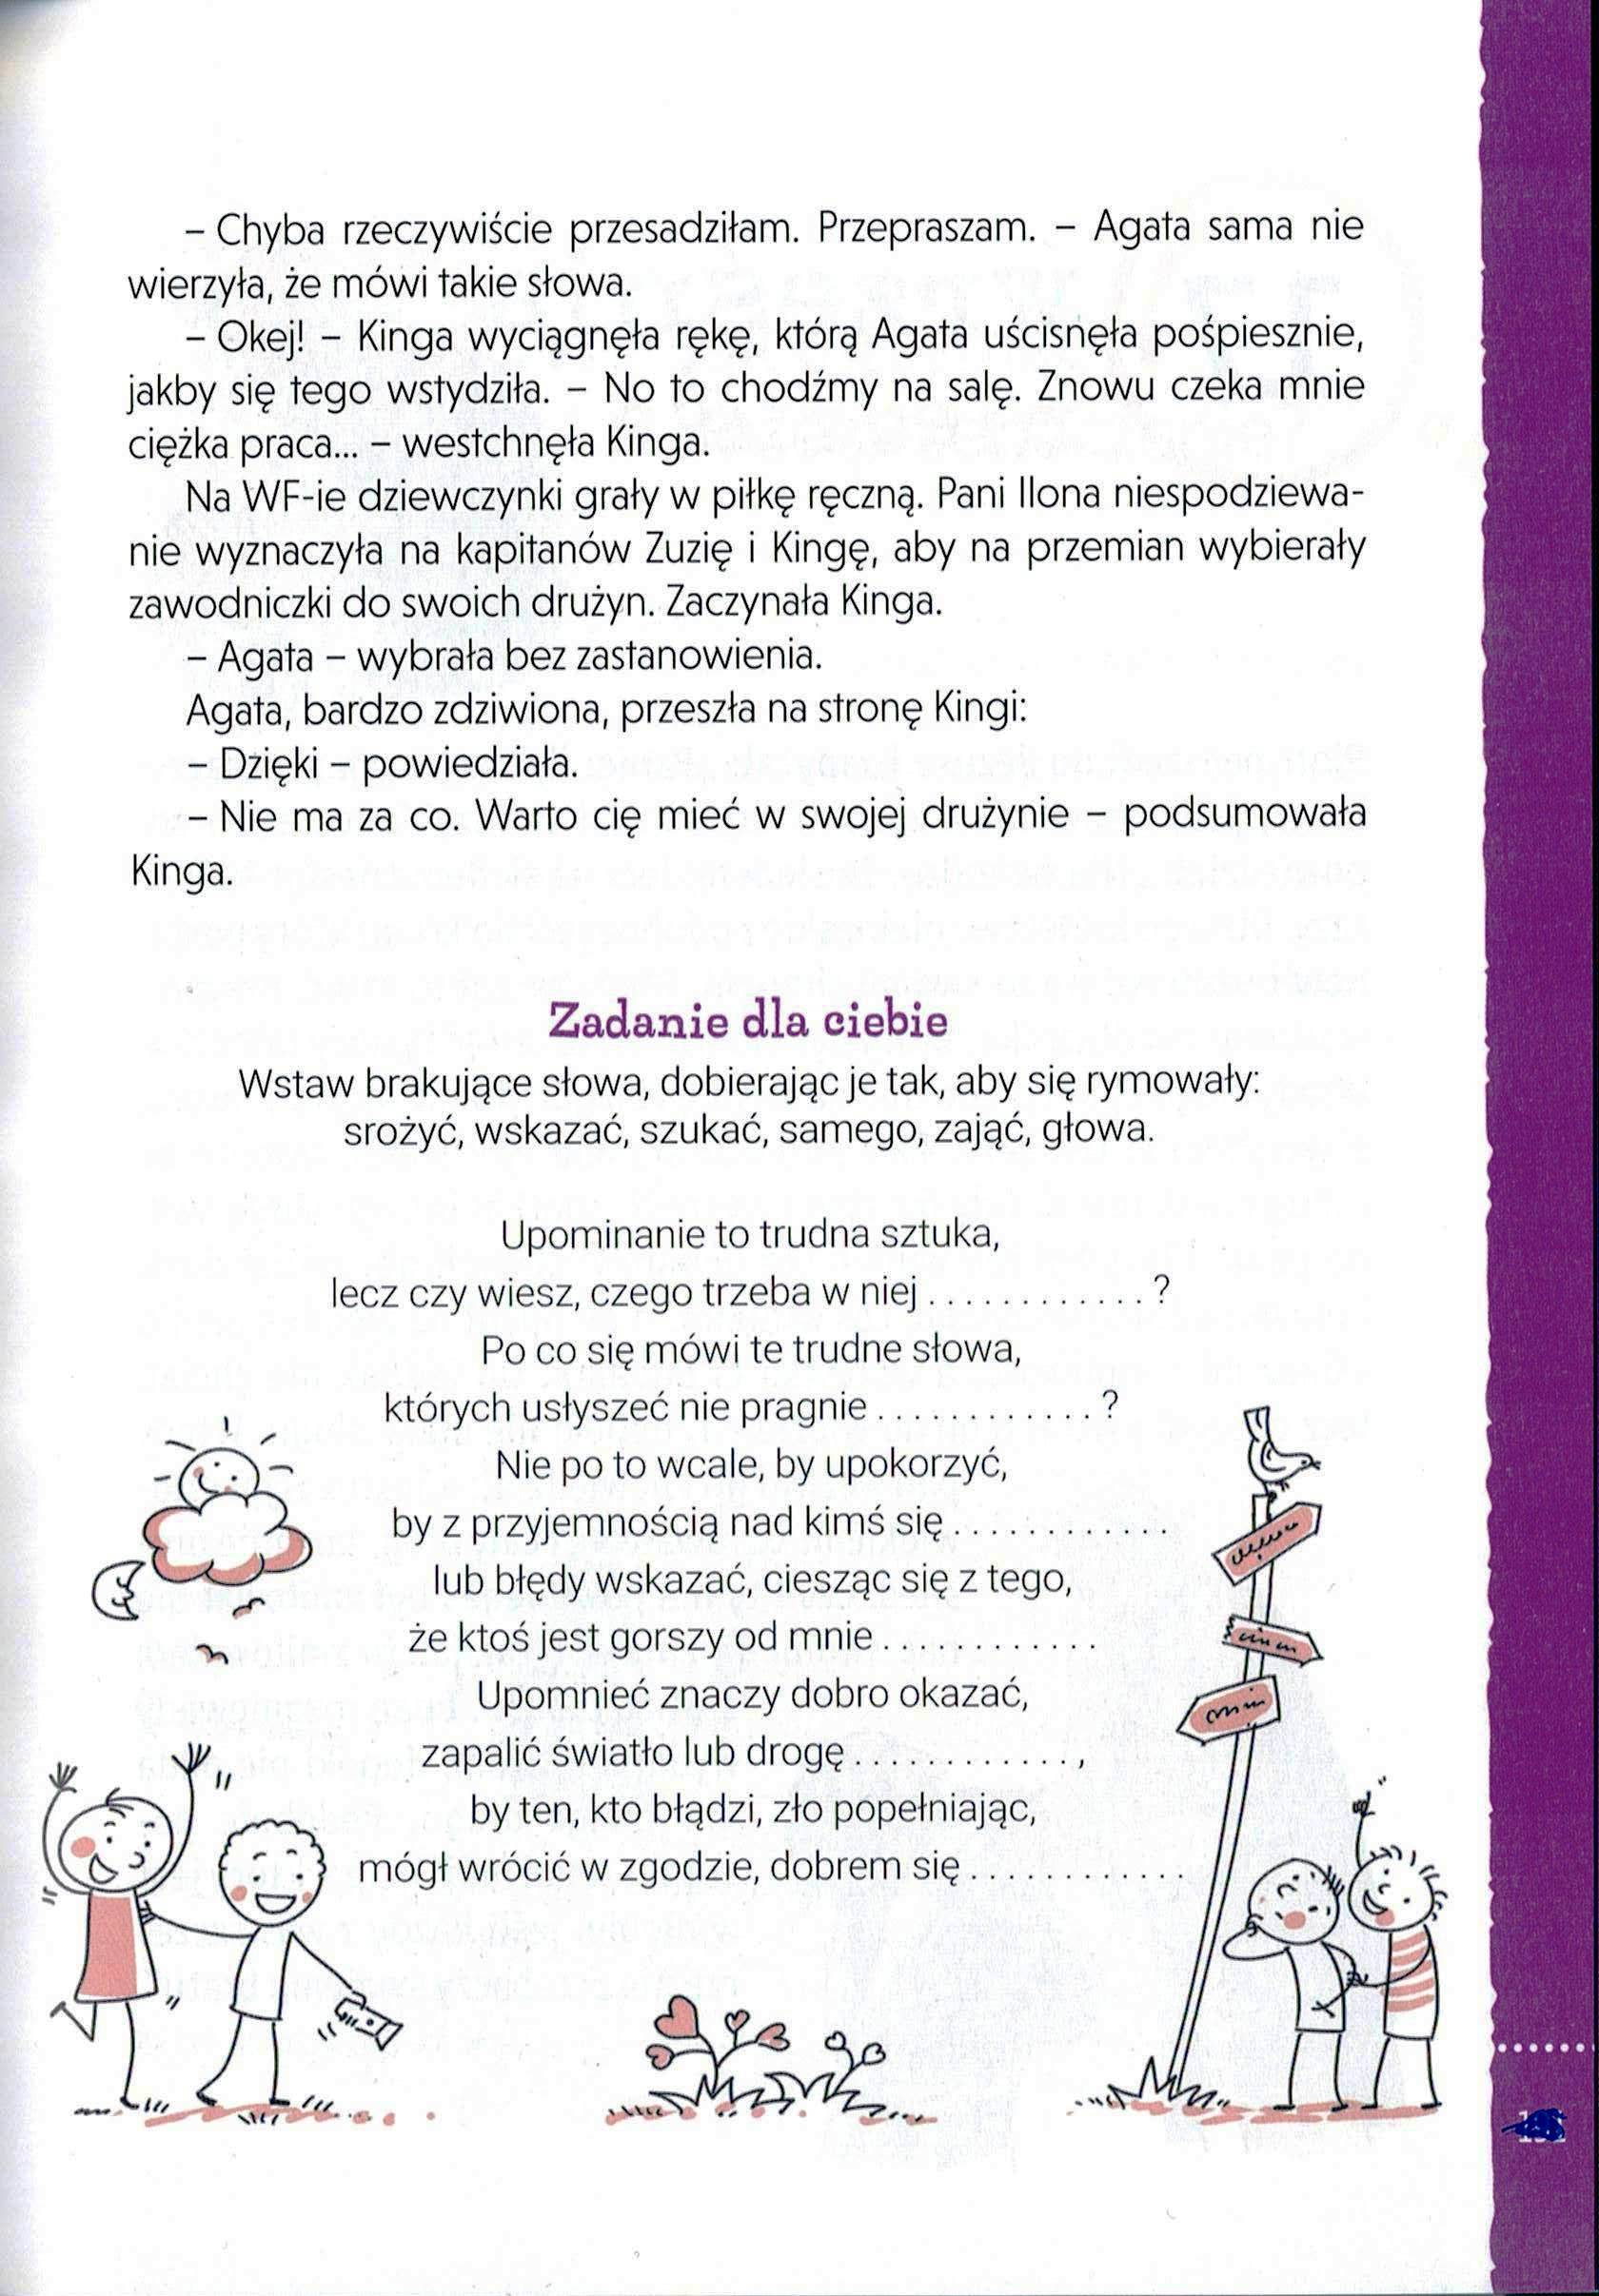 – Chyba rzeczywiście przesadziłam. Przepraszam. – Agata sama nie
wierzyła, że mówi takie słowa.
– Okej! – Kinga wyciągnęła rękę, którą Agata uścisnęła pośpiesznie,
jakby się tego wstydziła. – No to chodźmy na salę. Znowu czeka mnie
ciężka praca... – westchnęła Kinga.
Na WF-ie dziewczynki grały w piłkę ręczną. Pani Ilona niespodziewa-
nie wyznaczyła na kapitanów Zuzię i Kingę, aby na przemian wybierały
zawodniczki do swoich drużyn. Zaczynała Kinga.
– Agata – wybrała bez zastanowienia.
Agata, bardzo zdziwiona, przeszła na stronę Kingi:
– Dzięki – powiedziała.
– Nie ma za co. Warto cię mieć w swojej drużynie – podsumowała
Kinga.
Zadanie dla ciebie
Wstaw brakujące słowa, dobierając je tak, aby się rymowały:
srożyć, wskazać, szukać, samego, zająć, głowa.
Upominanie to trudna sztuka,
lecz czy wiesz, czego trzeba w niej . . . . . . . . . . . . ?
Po co się mówi te trudne słowa,
których usłyszeć nie pragnie . . . . . . . . . . . . ?
Nie po to wcale, by upokorzyć,
by z przyjemnością nad kimś się . . . . . . . . . . . .
lub błędy wskazać, ciesząc się z tego,
że ktoś jest gorszy od mnie . . . . . . . . . . . .
Upomnieć znaczy dobro okazać,
zapalić światło lub drogę . . . . . . . . . . . . ,
by ten, kto błądzi, zło popełniając,
mógł wrócić w zgodzie, dobrem się . . . . . . . . . . . .